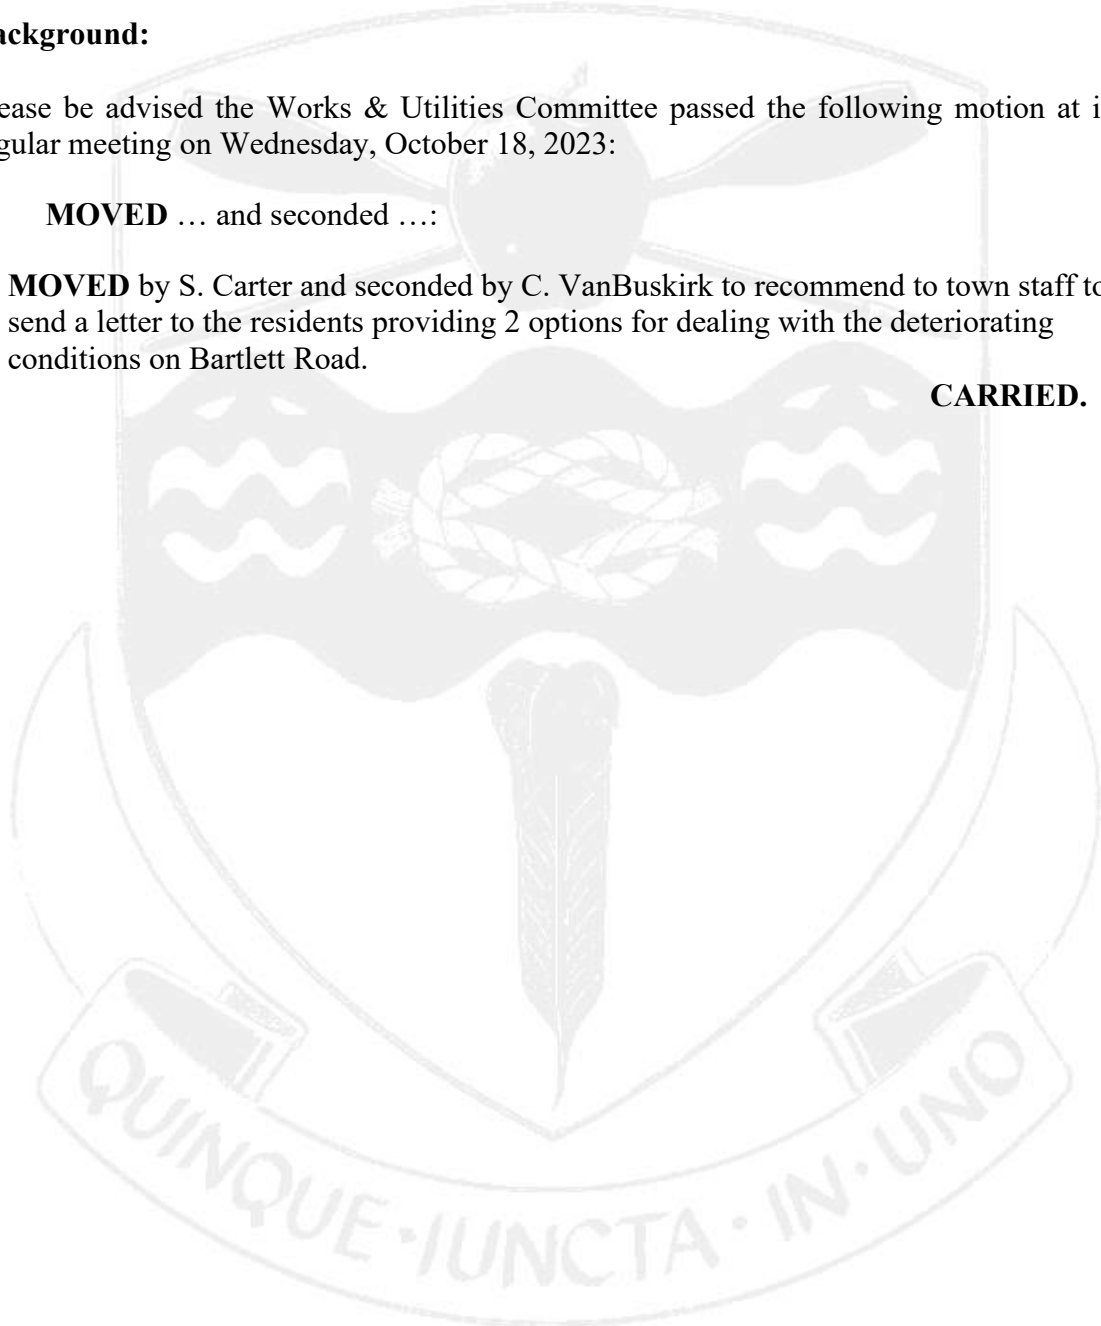 ackground:
ease be advised the Works & Utilities Committee passed the following motion at i
gular meeting on Wednesday, October 18, 2023:
MOVED … and seconded …:
MOVED by S. Carter and seconded by C. VanBuskirk to recommend to town staff to
send a letter to the residents providing 2 options for dealing with the deteriorating
conditions on Bartlett Road.
CARRIED.
QUINQUE·IUNCTA·IN·UNO